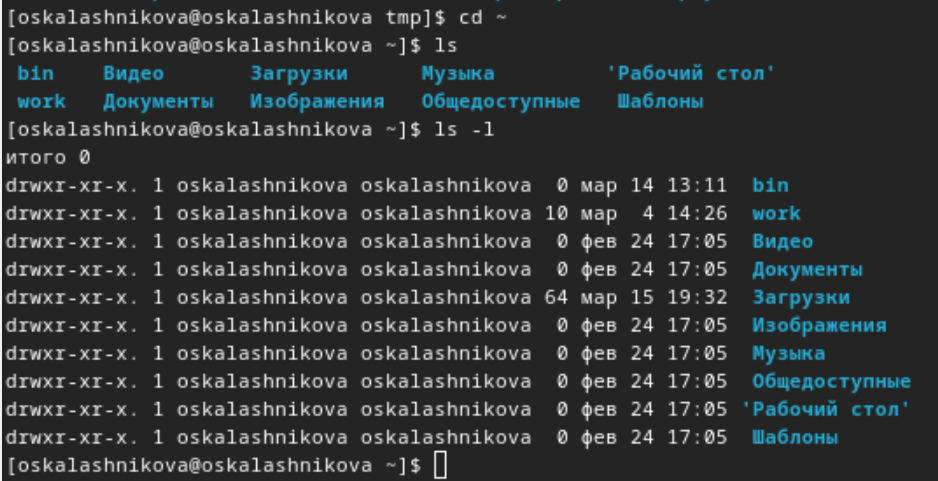 [oskalashnikova@oskalashnikova tmp]$ cd ~
[oskalashnikova@oskalashnikova ~]$ ls
bin Видео Загрузки Музыка 'Рабочий стол'
work Документы Изображения Общедоступные Шаблоны
[oskalashnikova@oskalashnikova ~]$ ls -l
итого 0
drwxr-xr-x. 1 oskalashnikova oskalashnikova 0 мар 14 13:11 bin
drwxr-xr-x. 1 oskalashnikova oskalashnikova 10 мар 4 14:26 work
drwxr-xr-x. 1 oskalashnikova oskalashnikova 0 фев 24 17:05 Видео
drwxr-xr-x. 1 oskalashnikova oskalashnikova 0 фев 24 17:05 Документы
drwxr-xr-x. 1 oskalashnikova oskalashnikova 64 мар 15 19:32 Загрузки
drwxr-xr-x. 1 oskalashnikova oskalashnikova 0 фев 24 17:05 Изображения
drwxr-xr-x. 1 oskalashnikova oskalashnikova 0 фев 24 17:05 Музыка
drwxr-xr-x. 1 oskalashnikova oskalashnikova 0 фев 24 17:05 Общедоступные
drwxr-xr-x. 1 oskalashnikova oskalashnikova 0 фев 24 17:05 'Рабочий стол'
drwxr-xr-x. 1 oskalashnikova oskalashnikova 0 фев 24 17:05 Шаблоны
[oskalashnikova@oskalashnikova ~]$